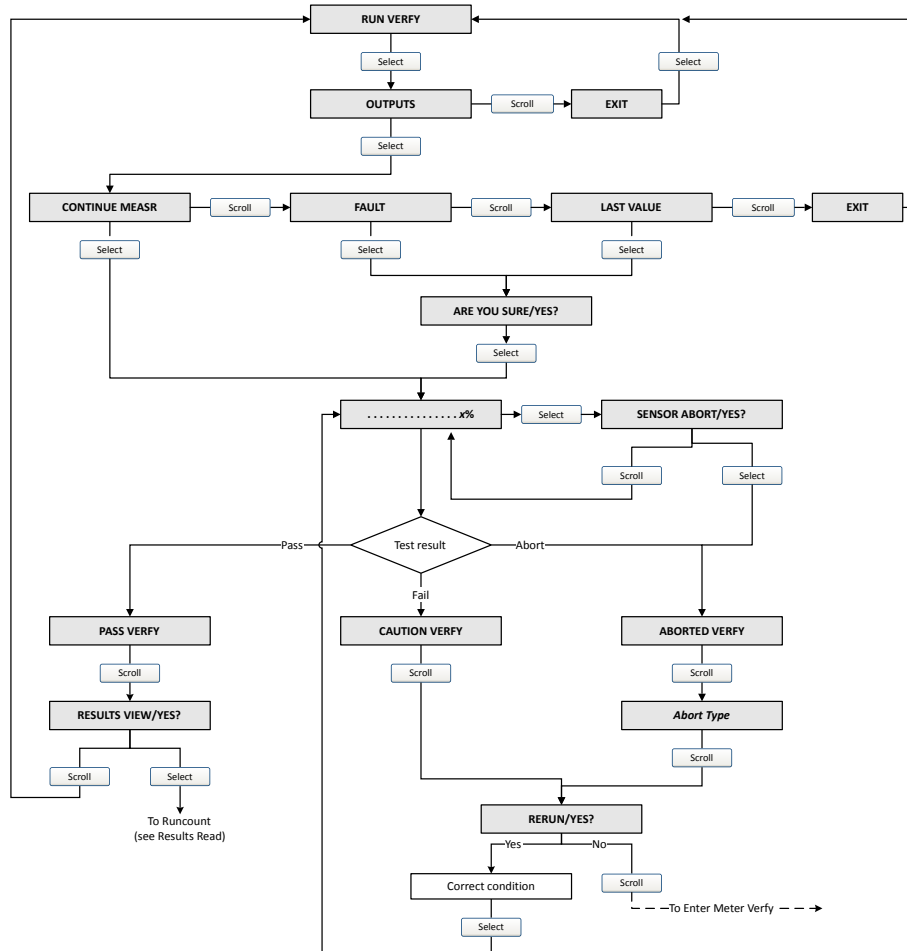 RUN VERFY
Select
Select
OUTPUTS
Scroll
EXIT
Select
CONTINUE MEASR
Scroll
FAULT
Scroll
LAST VALUE
Scroll
EXIT
Select
Select
Select
ARE YOU SURE/YES?
Select
. . . . . . . . . . . . . . . x%
Select
SENSOR ABORT/YES?
Scroll
Select
Pass
Test result
Abort
Fail
PASS VERFY
CAUTION VERFY
ABORTED VERFY
Scroll
Scroll
Scroll
RESULTS VIEW/YES?
Abort Type
Scroll
Select
Scroll
To Runcount
(see Results Read)
RERUN/YES?
Yes
No
Correct condition
Scroll
To Enter Meter Verfy
Select